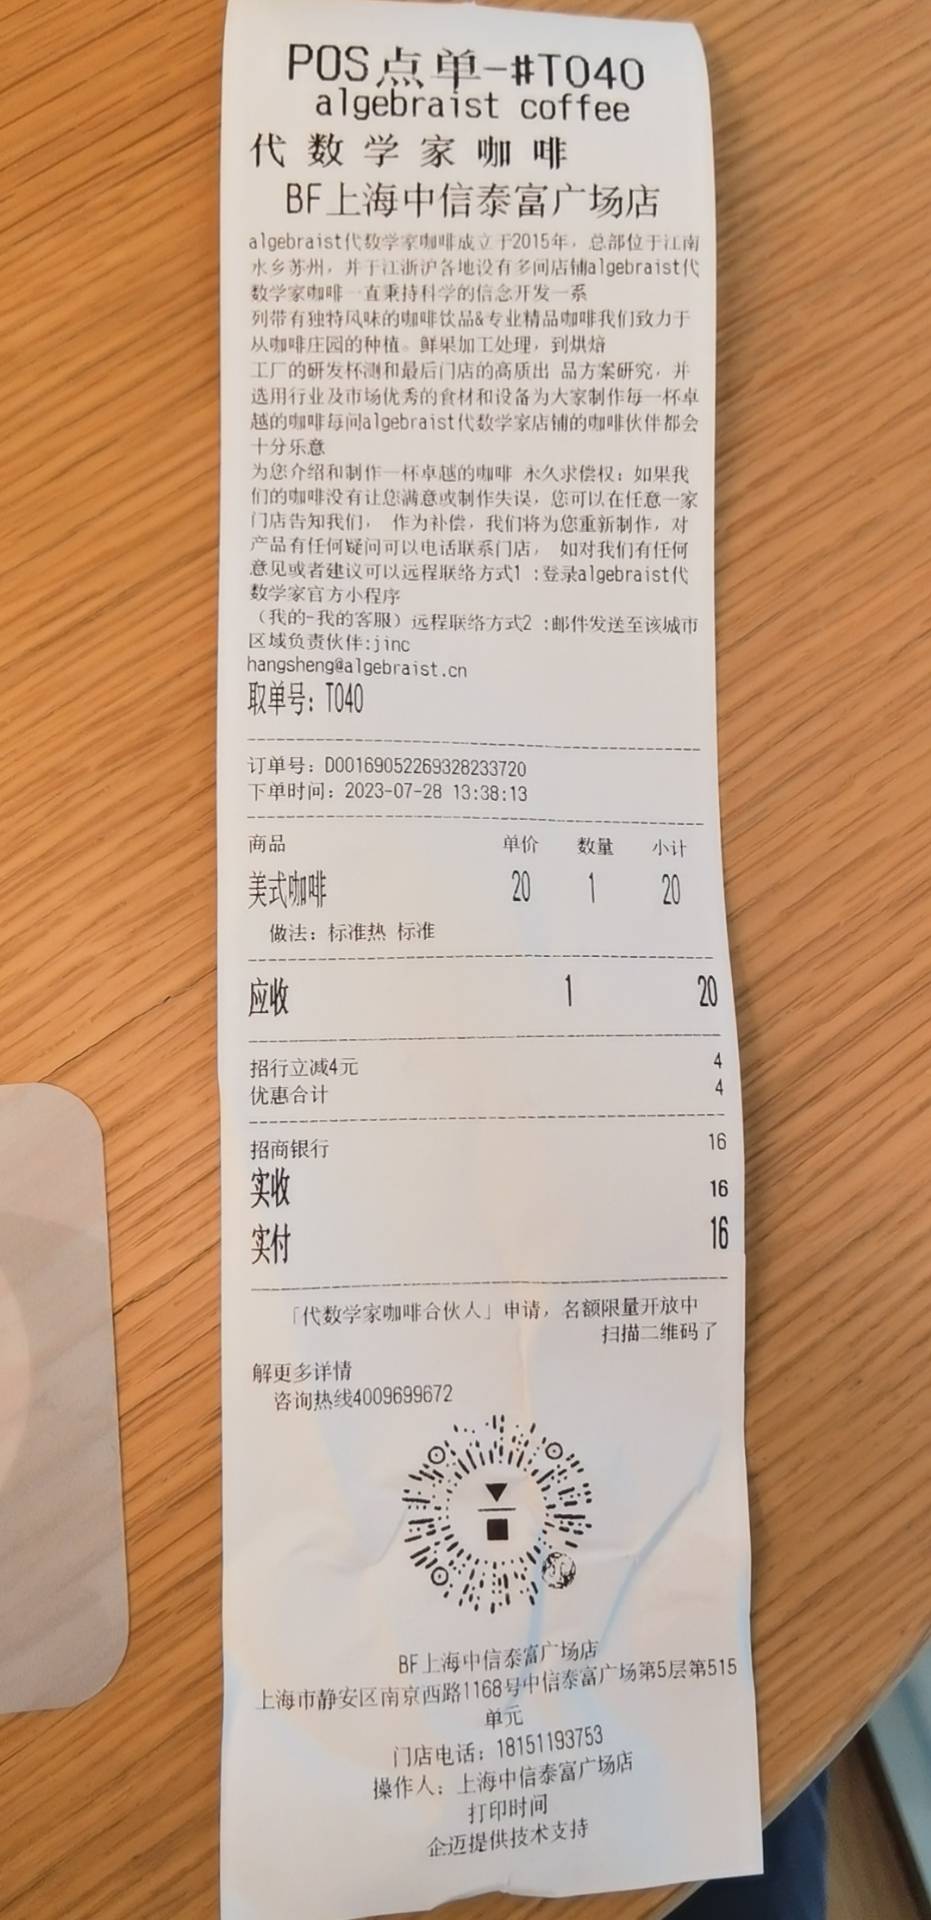 POS点单-#T040
algebraist coffee
代数学家咖啡
BF上海中信泰富广场店
algebraist代数学家咖啡成立于2015年，总部位于江南
水乡苏州，并于江浙沪各地设有多间店铺algebraist代
数学家咖啡一直秉持科学的信念开发一系
列带有独特风味的咖啡饮品&专业精品咖啡我们致力于
从咖啡庄园的种植。鲜果加工处理，到烘焙
工厂的研发杯测和最后门店的高质出 品方案研究，并
选用行业及市场优秀的食材和设备为大家制作每一杯卓
越的咖啡每间algebraist代数学家店铺的咖啡伙伴都会
十分乐意
为您介绍和制作一杯卓越的咖啡 永久求偿权：如果我
们的咖啡没有让您满意或制作失误，您可以在任意一家
门店告知我们， 作为补偿，我们将为您重新制作，对
产品有任何疑问可以电话联系门店， 如对我们有任何
意见或者建议可以远程联络方式1 :登录algebraist代
数学家官方小程序
（我的-我的客服）远程联络方式2 :邮件发送至该城市
区域负责伙伴:jinc
hangsheng@algebraist.cn
取单号：T040
订单号：D00169052269328233720
下单时间：2023-07-28 13:38:13
商品 单价 数量 小计
美式咖啡 20 1 20
做法：标准热 标准
应收 1 20
招行立减4元 4
优惠合计 4
招商银行 16
实收 16
实付 16
「代数学家咖啡合伙人」申请，名额限量开放中
扫描二维码了
解更多详情
咨询热线4009699672
BF上海中信泰富广场店
上海市静安区南京西路1168号中信泰富广场第5层第515
单元
门店电话：18151193753
操作人：上海中信泰富广场店
打印时间
企迈提供技术支持